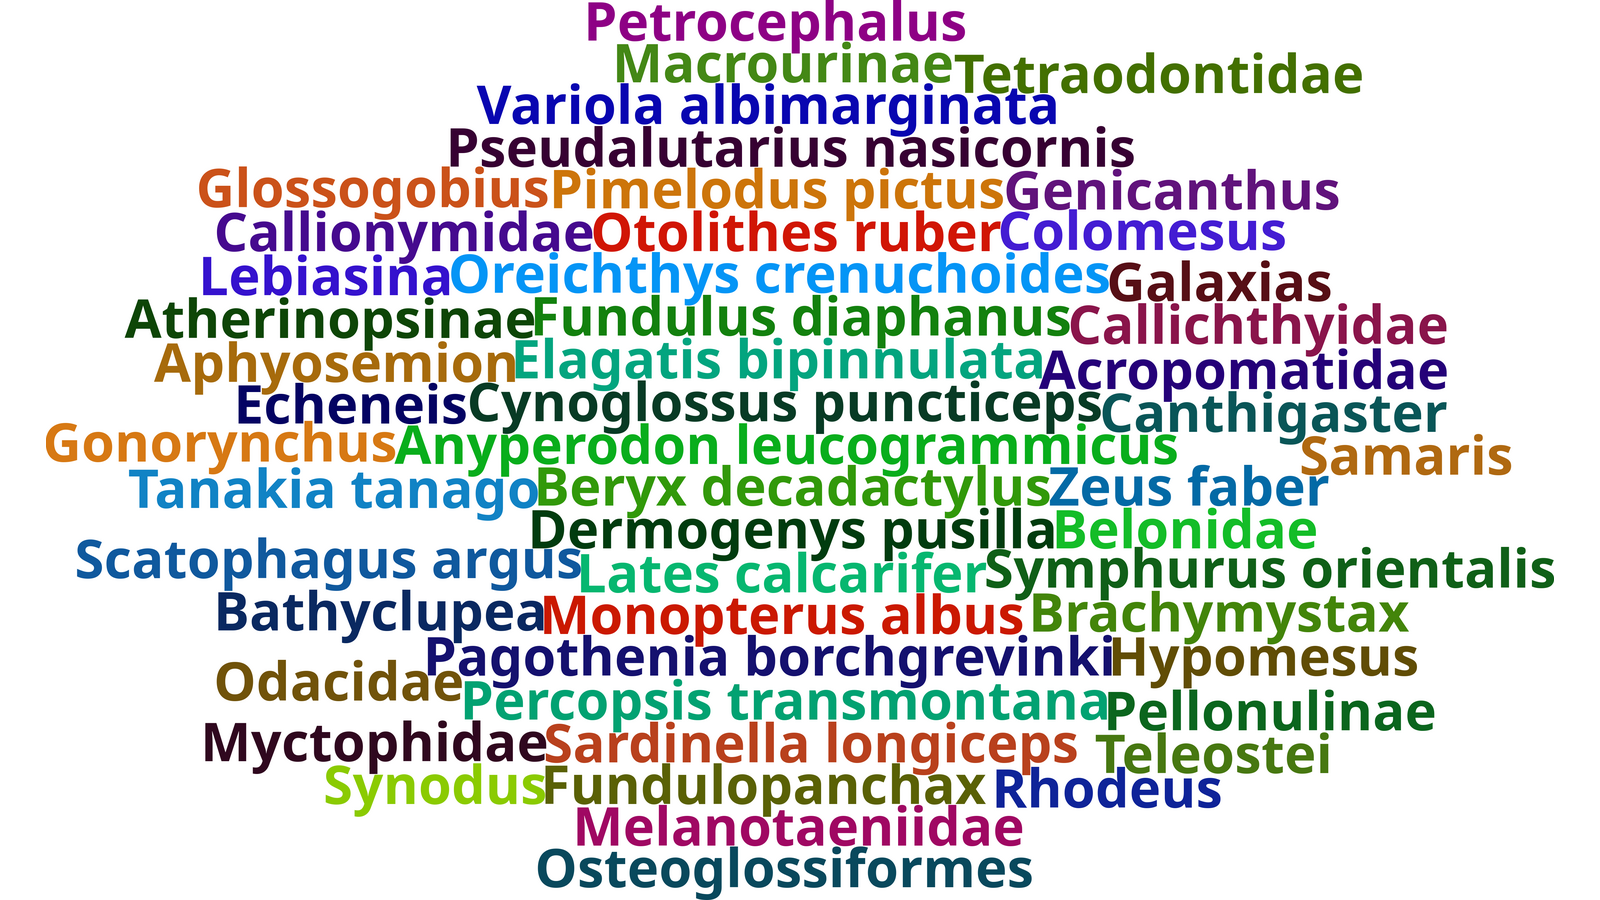 Petrocephalus
Macrourinae Tetraodontidae
Variola albimarginata
Pseudalutarius nasicornis
Glossogobius Pimelodus pictus Genicanthus
Callionymidae Otolithes ruber Colomesus
Lebiasina Oreichthys crenuchoides Galaxias
Atherinopsinae Fundulus diaphanus Callichthyidae
Aphyosemion Elagatis bipinnulata Acropomatidae
Echeneis Cynoglossus puncticeps Canthigaster
Gonorynchus Anyperodon leucogrammicus Samaris
Tanakia tanago Beryx decadactylus Zeus faber
Dermogenys pusilla Belonidae
Scatophagus argus Lates calcarifer Symphurus orientalis
Bathyclupea Monopterus albus Brachymystax
Pagothenia borchgrevinki Hypomesus
Odacidae Percopsis transmontana Pellonulinae
Myctophidae Sardinella longiceps Teleostei
Synodus Fundulopanchax Rhodeus
Melanotaeniidae
Osteoglossiformes